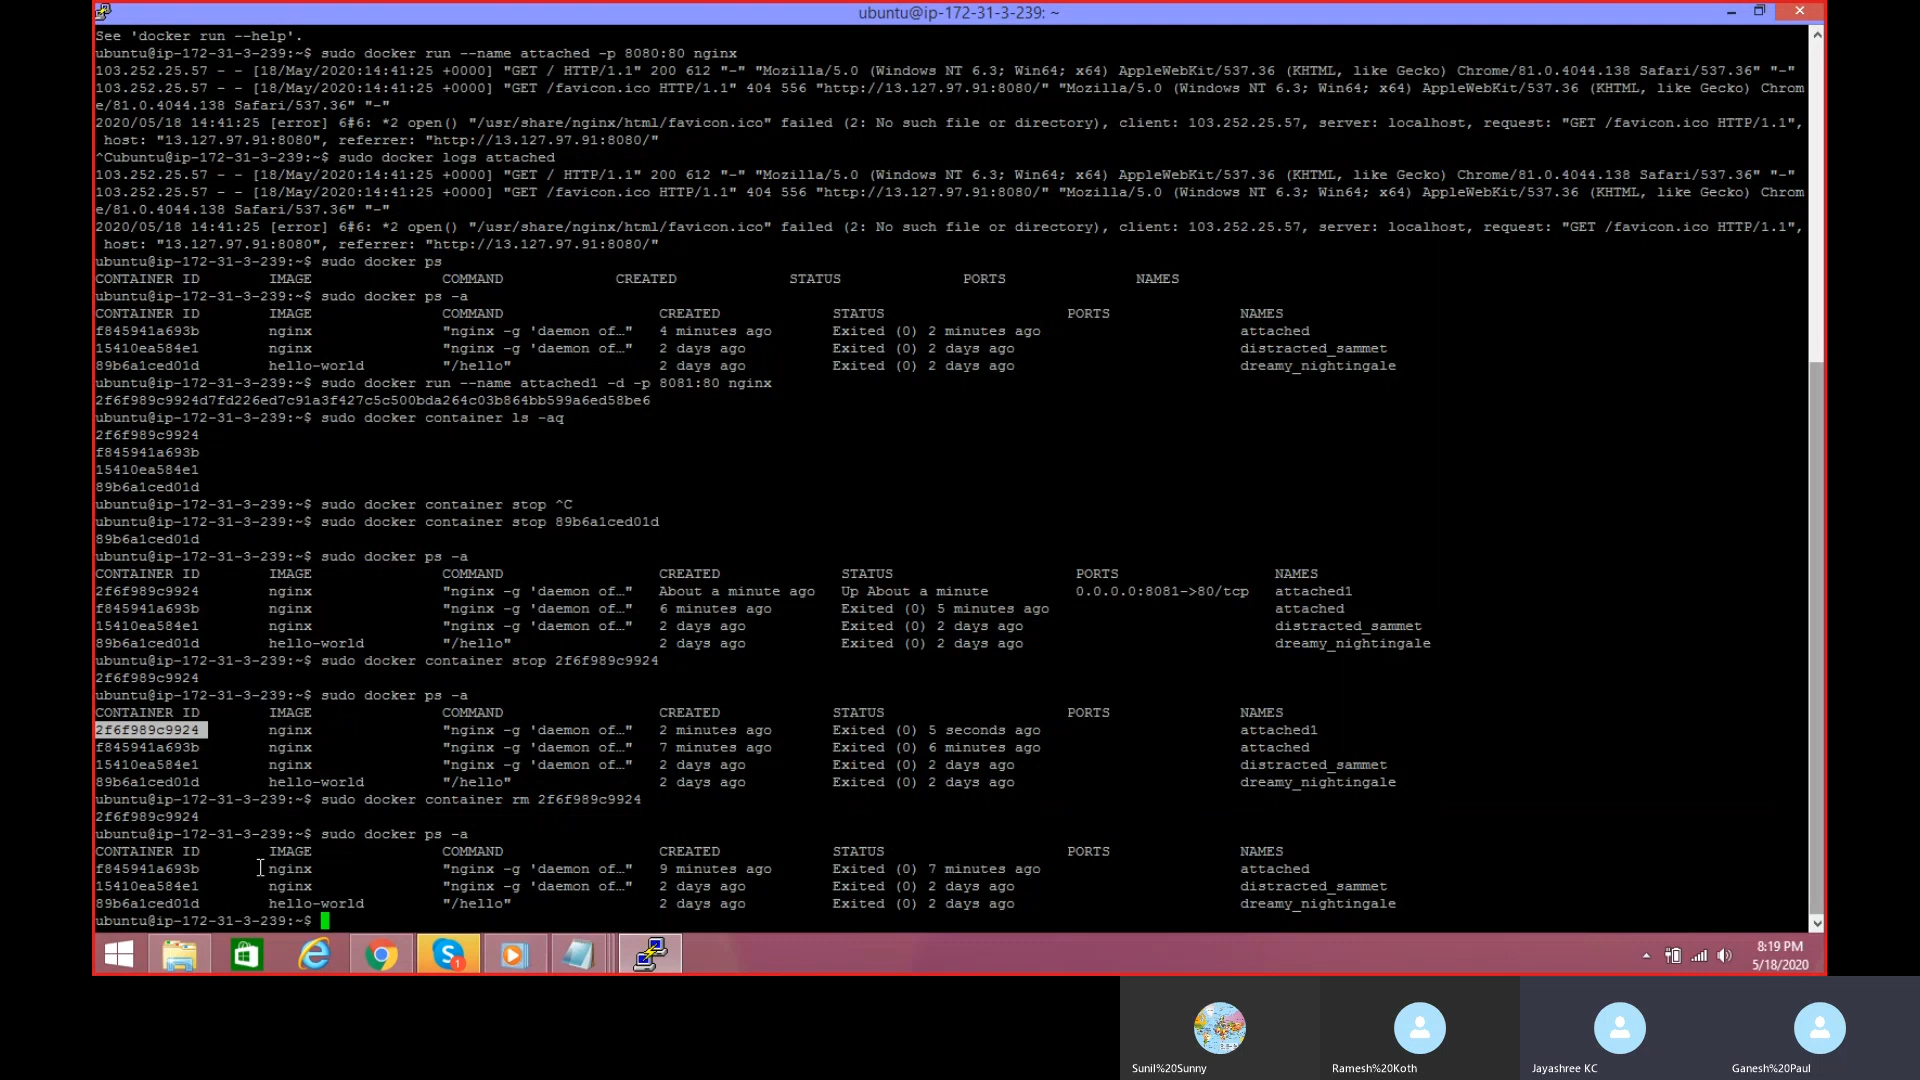 ubuntu@ip-172-31-3-239: ~
See 'docker run --help'.
ubuntu@ip-172-31-3-239:~$ sudo docker run --name attached -p 8080:80 nginx
103.252.25.57 - - [18/May/2020:14:41:25 +0000] "GET / HTTP/1.1" 200 612 "-" "Mozilla/5.0 (Windows NT 6.3; Win64; x64) AppleWebKit/537.36 (KHTML, like Gecko) Chrome/81.0.4044.138 Safari/537.36" "-"
103.252.25.57 - - [18/May/2020:14:41:25 +0000] "GET /favicon.ico HTTP/1.1" 404 556 "http://13.127.97.91:8080/" "Mozilla/5.0 (Windows NT 6.3; Win64; x64) AppleWebKit/537.36 (KHTML, like Gecko) Chrom
e/81.0.4044.138 Safari/537.36" "-"
2020/05/18 14:41:25 [error] 6#6: *2 open() "/usr/share/nginx/html/favicon.ico" failed (2: No such file or directory), client: 103.252.25.57, server: localhost, request: "GET /favicon.ico HTTP/1.1",
host: "13.127.97.91:8080", referrer: "http://13.127.97.91:8080/"
^Cubuntu@ip-172-31-3-239:~$ sudo docker logs attached
103.252.25.57 - - [18/May/2020:14:41:25 +0000] "GET / HTTP/1.1" 200 612 "-" "Mozilla/5.0 (Windows NT 6.3; Win64; x64) AppleWebKit/537.36 (KHTML, like Gecko) Chrome/81.0.4044.138 Safari/537.36" "-"
103.252.25.57 - - [18/May/2020:14:41:25 +0000] "GET /favicon.ico HTTP/1.1" 404 556 "http://13.127.97.91:8080/" "Mozilla/5.0 (Windows NT 6.3; Win64; x64) AppleWebKit/537.36 (KHTML, like Gecko) Chrom
e/81.0.4044.138 Safari/537.36" "-"
2020/05/18 14:41:25 [error] 6#6: *2 open() "/usr/share/nginx/html/favicon.ico" failed (2: No such file or directory), client: 103.252.25.57, server: localhost, request: "GET /favicon.ico HTTP/1.1",
host: "13.127.97.91:8080", referrer: "http://13.127.97.91:8080/"
ubuntu@ip-172-31-3-239:~$ sudo docker ps
CONTAINER ID IMAGE COMMAND CREATED STATUS PORTS NAMES
ubuntu@ip-172-31-3-239:~$ sudo docker ps -a
CONTAINER ID IMAGE COMMAND CREATED STATUS PORTS NAMES
f845941a693b nginx "nginx -g 'daemon of…" 4 minutes ago Exited (0) 2 minutes ago attached
15410ea584e1 nginx "nginx -g 'daemon of…" 2 days ago Exited (0) 2 days ago distracted_sammet
89b6a1ced01d hello-world "/hello" 2 days ago Exited (0) 2 days ago dreamy_nightingale
ubuntu@ip-172-31-3-239:~$ sudo docker run --name attached1 -d -p 8081:80 nginx
2f6f989c9924d7fd226ed7c91a3f427c5c500bda264c03b864bb599a6ed58be6
ubuntu@ip-172-31-3-239:~$ sudo docker container ls -aq
2f6f989c9924
f845941a693b
15410ea584e1
89b6a1ced01d
ubuntu@ip-172-31-3-239:~$ sudo docker container stop ^C
ubuntu@ip-172-31-3-239:~$ sudo docker container stop 89b6a1ced01d
89b6a1ced01d
ubuntu@ip-172-31-3-239:~$ sudo docker ps -a
CONTAINER ID IMAGE COMMAND CREATED STATUS PORTS NAMES
2f6f989c9924 nginx "nginx -g 'daemon of…" About a minute ago Up About a minute 0.0.0.0:8081->80/tcp attached1
f845941a693b nginx "nginx -g 'daemon of…" 6 minutes ago Exited (0) 5 minutes ago attached
15410ea584e1 nginx "nginx -g 'daemon of…" 2 days ago Exited (0) 2 days ago distracted_sammet
89b6a1ced01d hello-world "/hello" 2 days ago Exited (0) 2 days ago dreamy_nightingale
ubuntu@ip-172-31-3-239:~$ sudo docker container stop 2f6f989c9924
2f6f989c9924
ubuntu@ip-172-31-3-239:~$ sudo docker ps -a
CONTAINER ID IMAGE COMMAND CREATED STATUS PORTS NAMES
2f6f989c9924 nginx "nginx -g 'daemon of…" 2 minutes ago Exited (0) 5 seconds ago attached1
f845941a693b nginx "nginx -g 'daemon of…" 7 minutes ago Exited (0) 6 minutes ago attached
15410ea584e1 nginx "nginx -g 'daemon of…" 2 days ago Exited (0) 2 days ago distracted_sammet
89b6a1ced01d hello-world "/hello" 2 days ago Exited (0) 2 days ago dreamy_nightingale
ubuntu@ip-172-31-3-239:~$ sudo docker container rm 2f6f989c9924
2f6f989c9924
ubuntu@ip-172-31-3-239:~$ sudo docker ps -a
CONTAINER ID IMAGE COMMAND CREATED STATUS PORTS NAMES
f845941a693b nginx "nginx -g 'daemon of…" 9 minutes ago Exited (0) 7 minutes ago attached
15410ea584e1 nginx "nginx -g 'daemon of…" 2 days ago Exited (0) 2 days ago distracted_sammet
89b6a1ced01d hello-world "/hello" 2 days ago Exited (0) 2 days ago dreamy_nightingale
ubuntu@ip-172-31-3-239:~$
8:19 PM
5/18/2020
Sunil%20Sunny
Ramesh%20Koth
Jayashree KC
Ganesh%20Paul